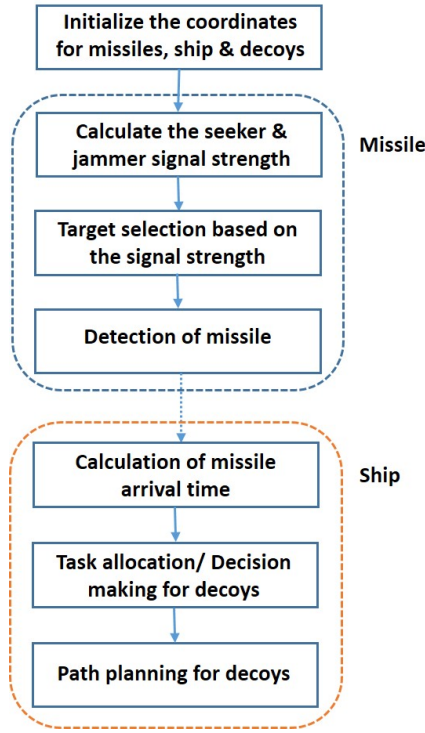 Initialize the coordinates
for missiles, ship & decoys
Calculate the seeker &
jammer signal strength
Missile
Target selection based on
the signal strength
Detection of missile
Calculation of missile
arrival time
Ship
Task allocation/ Decision
making for decoys
Path planning for decoys